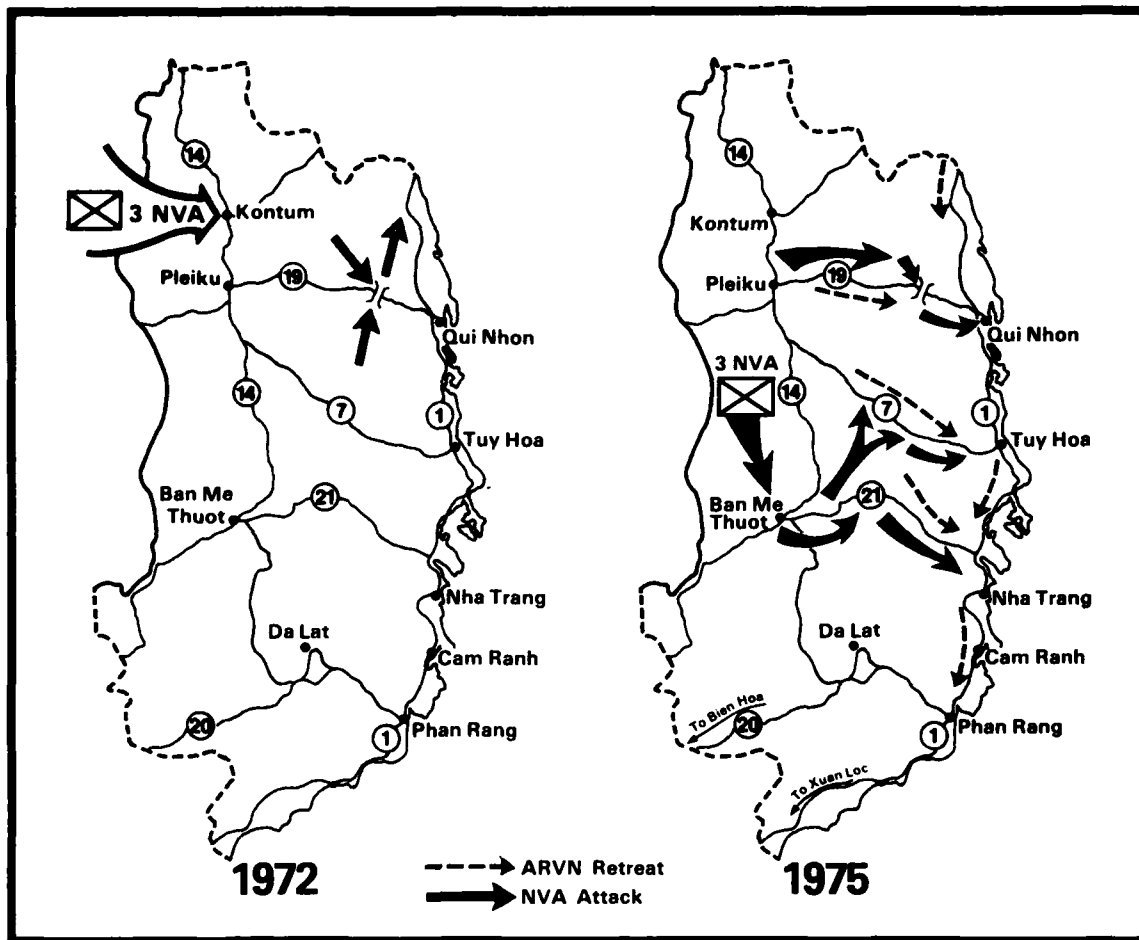 14
3 NVA
Kontum
Pleiku
19
Qui Nhon
14
7
1
Tuy Hoa
Ban Me
Thuot
21
Nha Trang
Da Lat
Cam Ranh
20
Phan Rang
1
1972
14
Kontum
Pleiku
19
Qui Nhon
3 NVA
14
7
1
Tuy Hoa
Ban Me
Thuot
21
Nha Trang
Da Lat
Cam Ranh
To Bien Hoa
20
Phan Rang
1
To Xuan Loc
1975
ARVN Retreat
NVA Attack